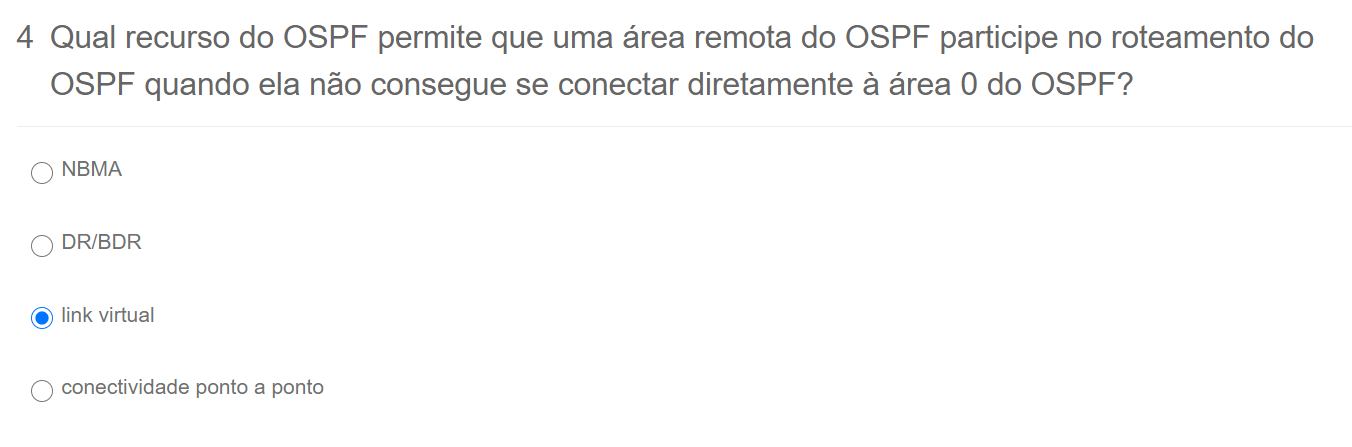 4 Qual recurso do OSPF permite que uma área remota do OSPF participe no roteamento do
OSPF quando ela não consegue se conectar diretamente à área 0 do OSPF?
NBMA
DR/BDR
link virtual
conectividade ponto a ponto